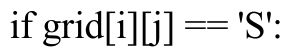 if grid[i][j] == 'S':